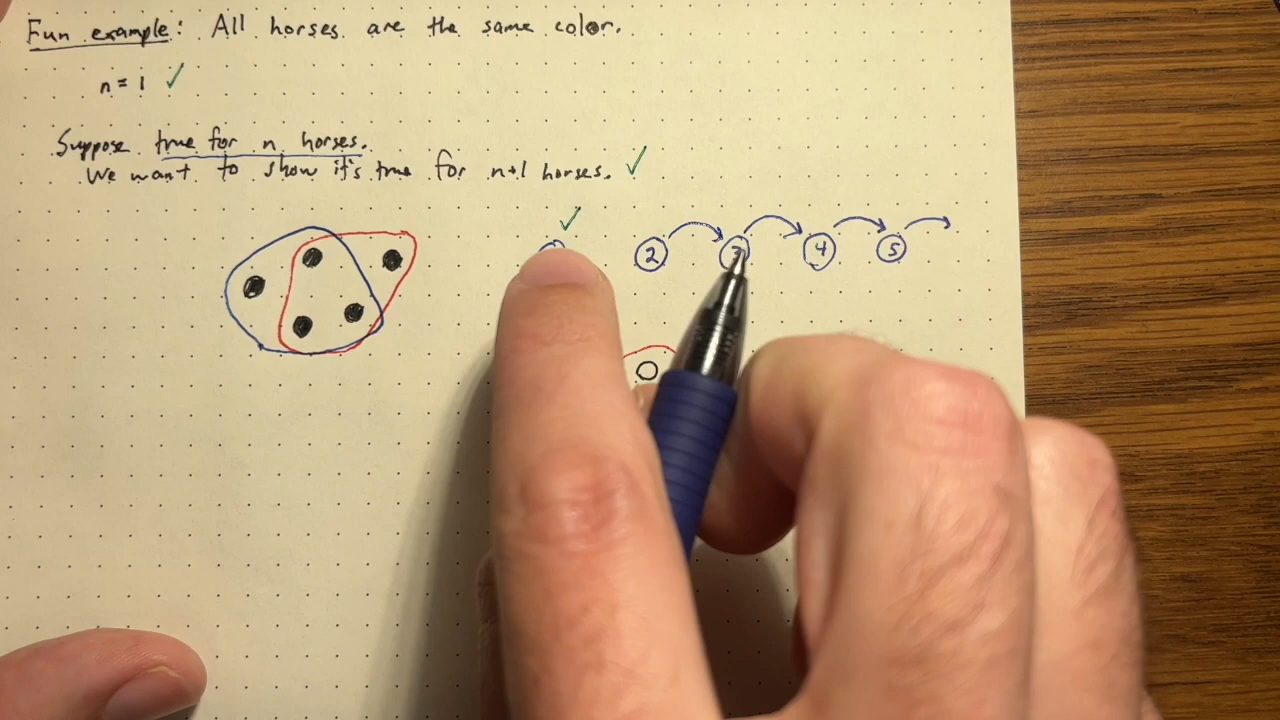 Fun example: All horses are the same color.
n = 1 ✓
Suppose true for n horses.
We want to show it's true for n+1 horses. ✓
✓
2 3 4 5